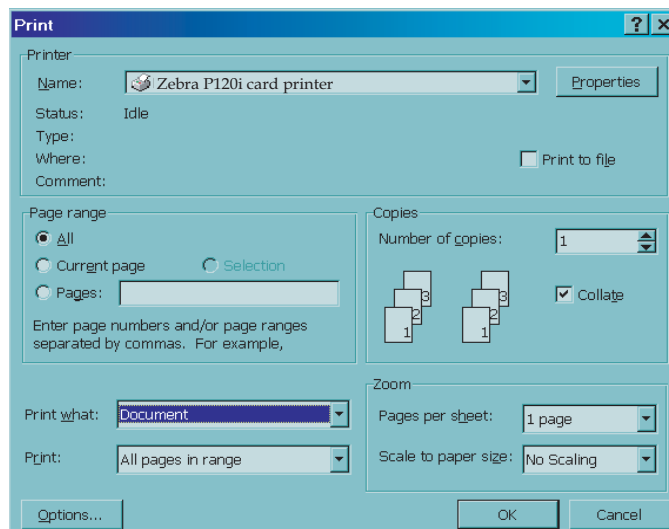 Print
Printer
Name: Zebra P120i card printer Properties
Status: Idle
Type:
Where: Print to file
Comment:
Page range
All
Current page Selection
Pages:
Enter page numbers and/or page ranges
separated by commas. For example,
Copies
Number of copies: 1
1 2 3 1 2 3
Collate
Print what: Document
Print: All pages in range
Zoom
Pages per sheet: 1 page
Scale to paper size: No Scaling
Options... OK Cancel